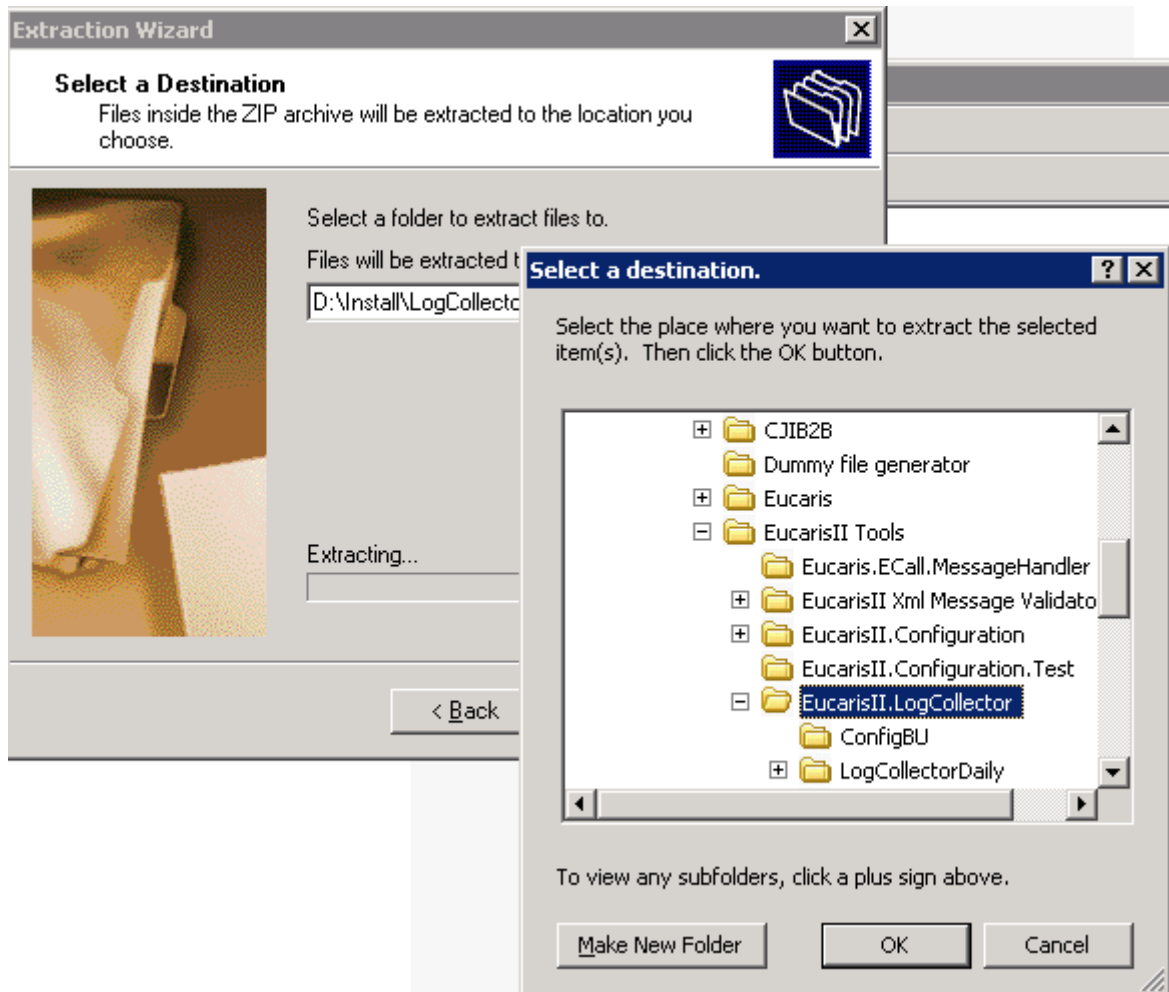 Extraction Wizard
Select a Destination
Files inside the ZIP archive will be extracted to the location you
choose.
Select a folder to extract files to.
Files will be extracted t
D:\Install\LogCollecto
Extracting...
< Back
Select a destination.
Select the place where you want to extract the selected
item(s). Then click the OK button.
CJIB2B
Dummy file generator
Eucaris
EucarisII Tools
Eucaris.ECall.MessageHandler
EucarisII Xml Message Validato
EucarisII.Configuration
EucarisII.Configuration.Test
EucarisII.LogCollector
ConfigBU
LogCollectorDaily
To view any subfolders, click a plus sign above.
Make New Folder OK Cancel